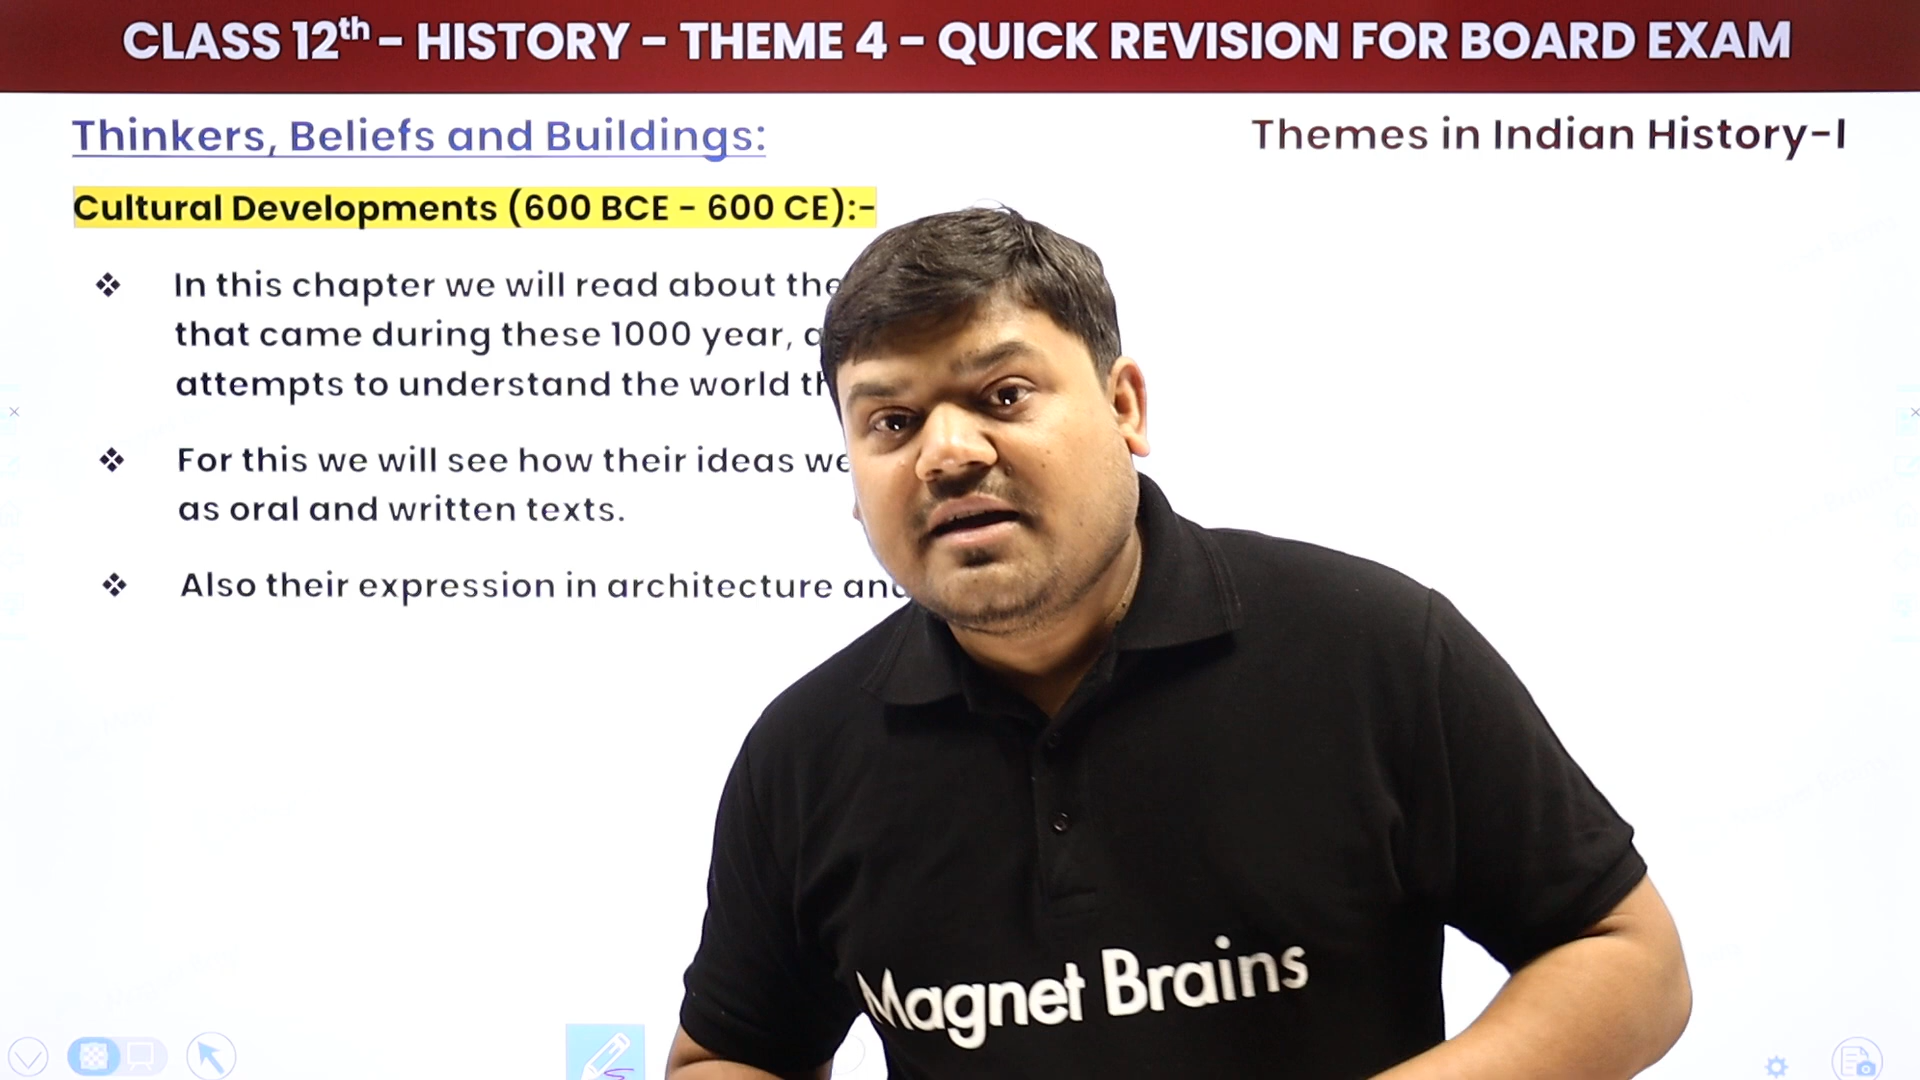 CLASS 12th - HISTORY - THEME 4 - QUICK REVISION FOR BOARD EXAM
Thinkers, Beliefs and Buildings:
Themes in Indian History-I
Cultural Developments (600 BCE - 600 CE):-
❖ In this chapter we will read about the
that came during these 1000 year,
attempts to understand the world
❖ For this we will see how their ideas
as oral and written texts.
❖ Also their expression in architecture
Magnet Brains